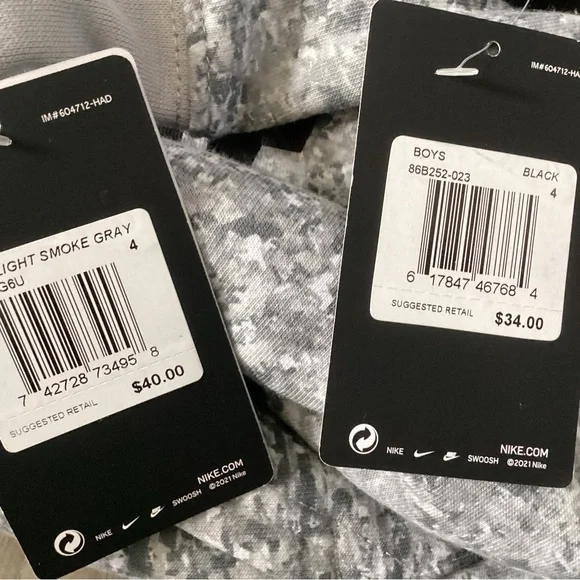 IM#604712-HAD
LIGHT SMOKE GRAY
G6U 4
7 42728 73495 8
SUGGESTED RETAIL $40.00
NIKE SWOOSH NIKE.COM
©2021 Nike
IM#604712-HA
BOYS
86B252-023 BLACK
4
6 17847 46768 4
SUGGESTED RETAIL $34.00
NIKE SWOOSH NIKE.COM
©2021 Nike